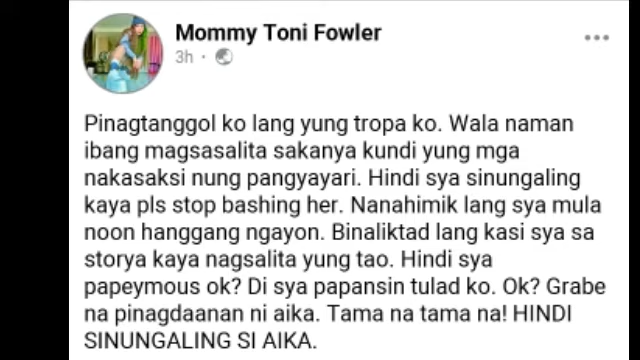 Mommy Toni Fowler
3h ·
Pinagtanggol ko lang yung tropa ko. Wala naman
ibang magsasalita sakanya kundi yung mga
nakasaksi nung pangyayari. Hindi sya sinungaling
kaya pls stop bashing her. Nanahimik lang sya mula
noon hanggang ngayon. Binaliktad lang kasi sya sa
storya kaya nagsalita yung tao. Hindi sya
papeymous ok? Di sya papansin tulad ko. Ok? Grabe
na pinagdaanan ni aika. Tama na tama na! HINDI
SINUNGALING SI AIKA.